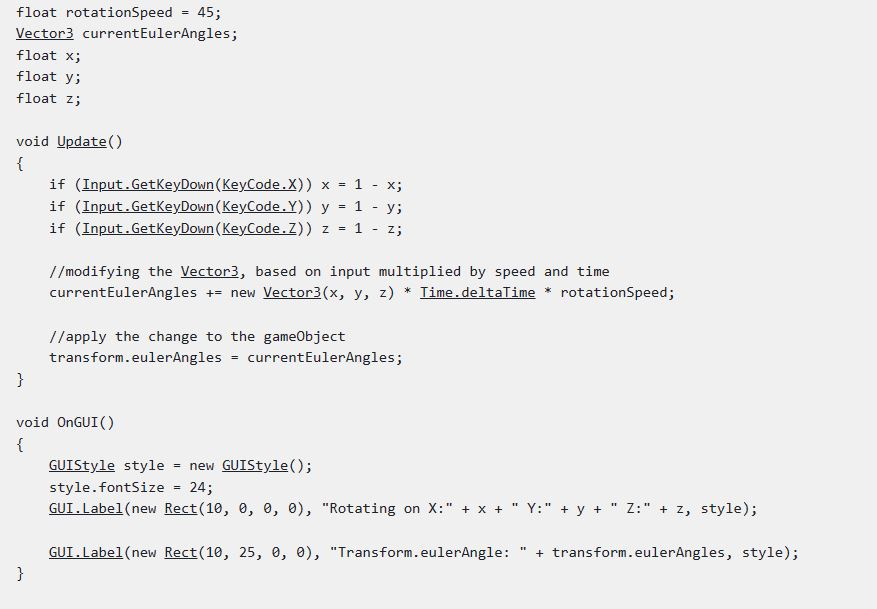 float rotationSpeed = 45;
Vector3 currentEulerAngles;
float x;
float y;
float z;

void Update()
{
    if (Input.GetKeyDown(KeyCode.X)) x = 1 - x;
    if (Input.GetKeyDown(KeyCode.Y)) y = 1 - y;
    if (Input.GetKeyDown(KeyCode.Z)) z = 1 - z;

    //modifying the Vector3, based on input multiplied by speed and time
    currentEulerAngles += new Vector3(x, y, z) * Time.deltaTime * rotationSpeed;

    //apply the change to the gameObject
    transform.eulerAngles = currentEulerAngles;
}

void OnGUI()
{
    GUIStyle style = new GUIStyle();
    style.fontSize = 24;
    GUI.Label(new Rect(10, 0, 0, 0), "Rotating on X:" + x + " Y:" + y + " Z:" + z, style);

    GUI.Label(new Rect(10, 25, 0, 0), "Transform.eulerAngle: " + transform.eulerAngles, style);
}